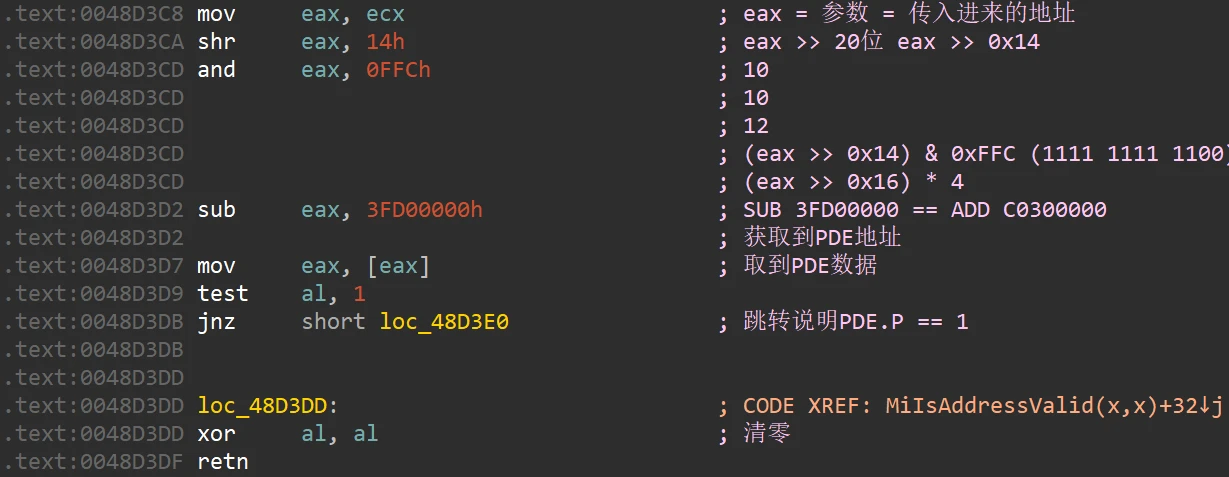 .text:0048D3C8 mov eax, ecx ; eax = 参数 = 传入进来的地址
.text:0048D3CA shr eax, 14h ; eax >> 20位 eax >> 0x14
.text:0048D3CD and eax, 0FFCh ; 10
.text:0048D3CD ; 10
.text:0048D3CD ; 12
.text:0048D3CD ; (eax >> 0x14) & 0xFFC (1111 1111 1100)
.text:0048D3CD ; (eax >> 0x16) * 4
.text:0048D3D2 sub eax, 3FD00000h ; SUB 3FD00000 == ADD C0300000
.text:0048D3D2 ; 获取到PDE地址
.text:0048D3D7 mov eax, [eax] ; 取到PDE数据
.text:0048D3D9 test al, 1
.text:0048D3DB jnz short loc_48D3E0 ; 跳转说明PDE.P == 1
.text:0048D3DB
.text:0048D3DD
.text:0048D3DD loc_48D3DD: ; CODE XREF: MiIsAddressValid(x,x)+32↓j
.text:0048D3DD xor al, al ; 清零
.text:0048D3DF retn